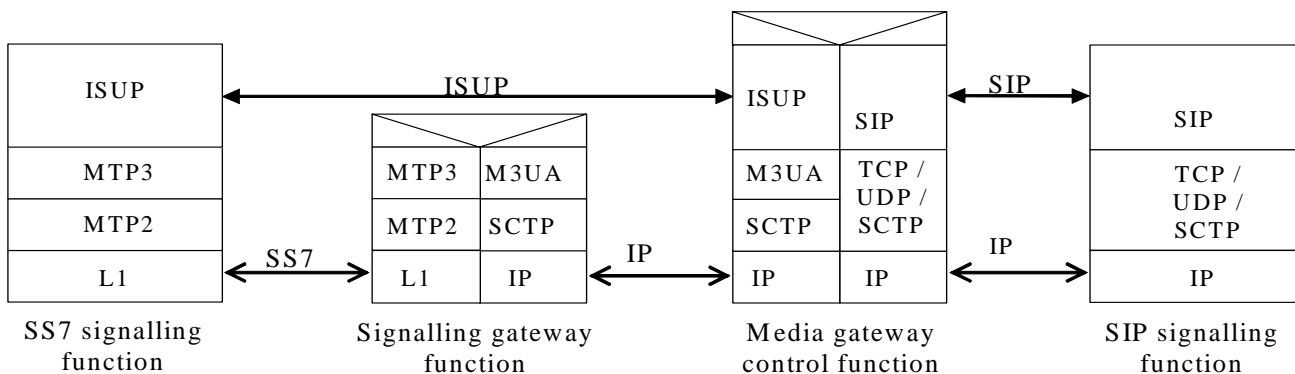 ISUP
MTP3
MTP2
L1
SS7 signalling
function
ISUP
SS7
MTP3 M3UA
MTP2 SCTP
L1 IP
Signalling gateway
function
IP
ISUP
M3UA
SCTP
IP
SIP
TCP /
UDP /
SCTP
IP
Media gateway
control function
SIP
IP
SIP
TCP /
UDP /
SCTP
IP
SIP signalling
function